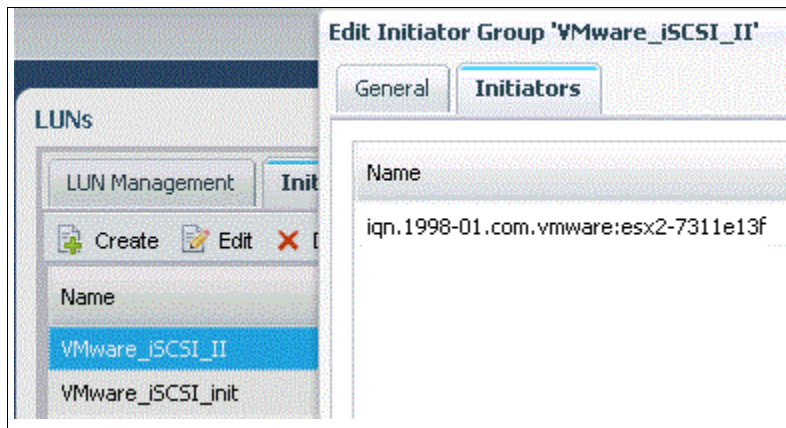 Edit Initiator Group 'VMware_iSCSI_II'
General Initiators
LUNs
LUN Management Init
Name
iqn.1998-01.com.vmware:esx2-7311e13f
Create Edit
Name
VMware_iSCSI_II
VMware_iSCSI_init